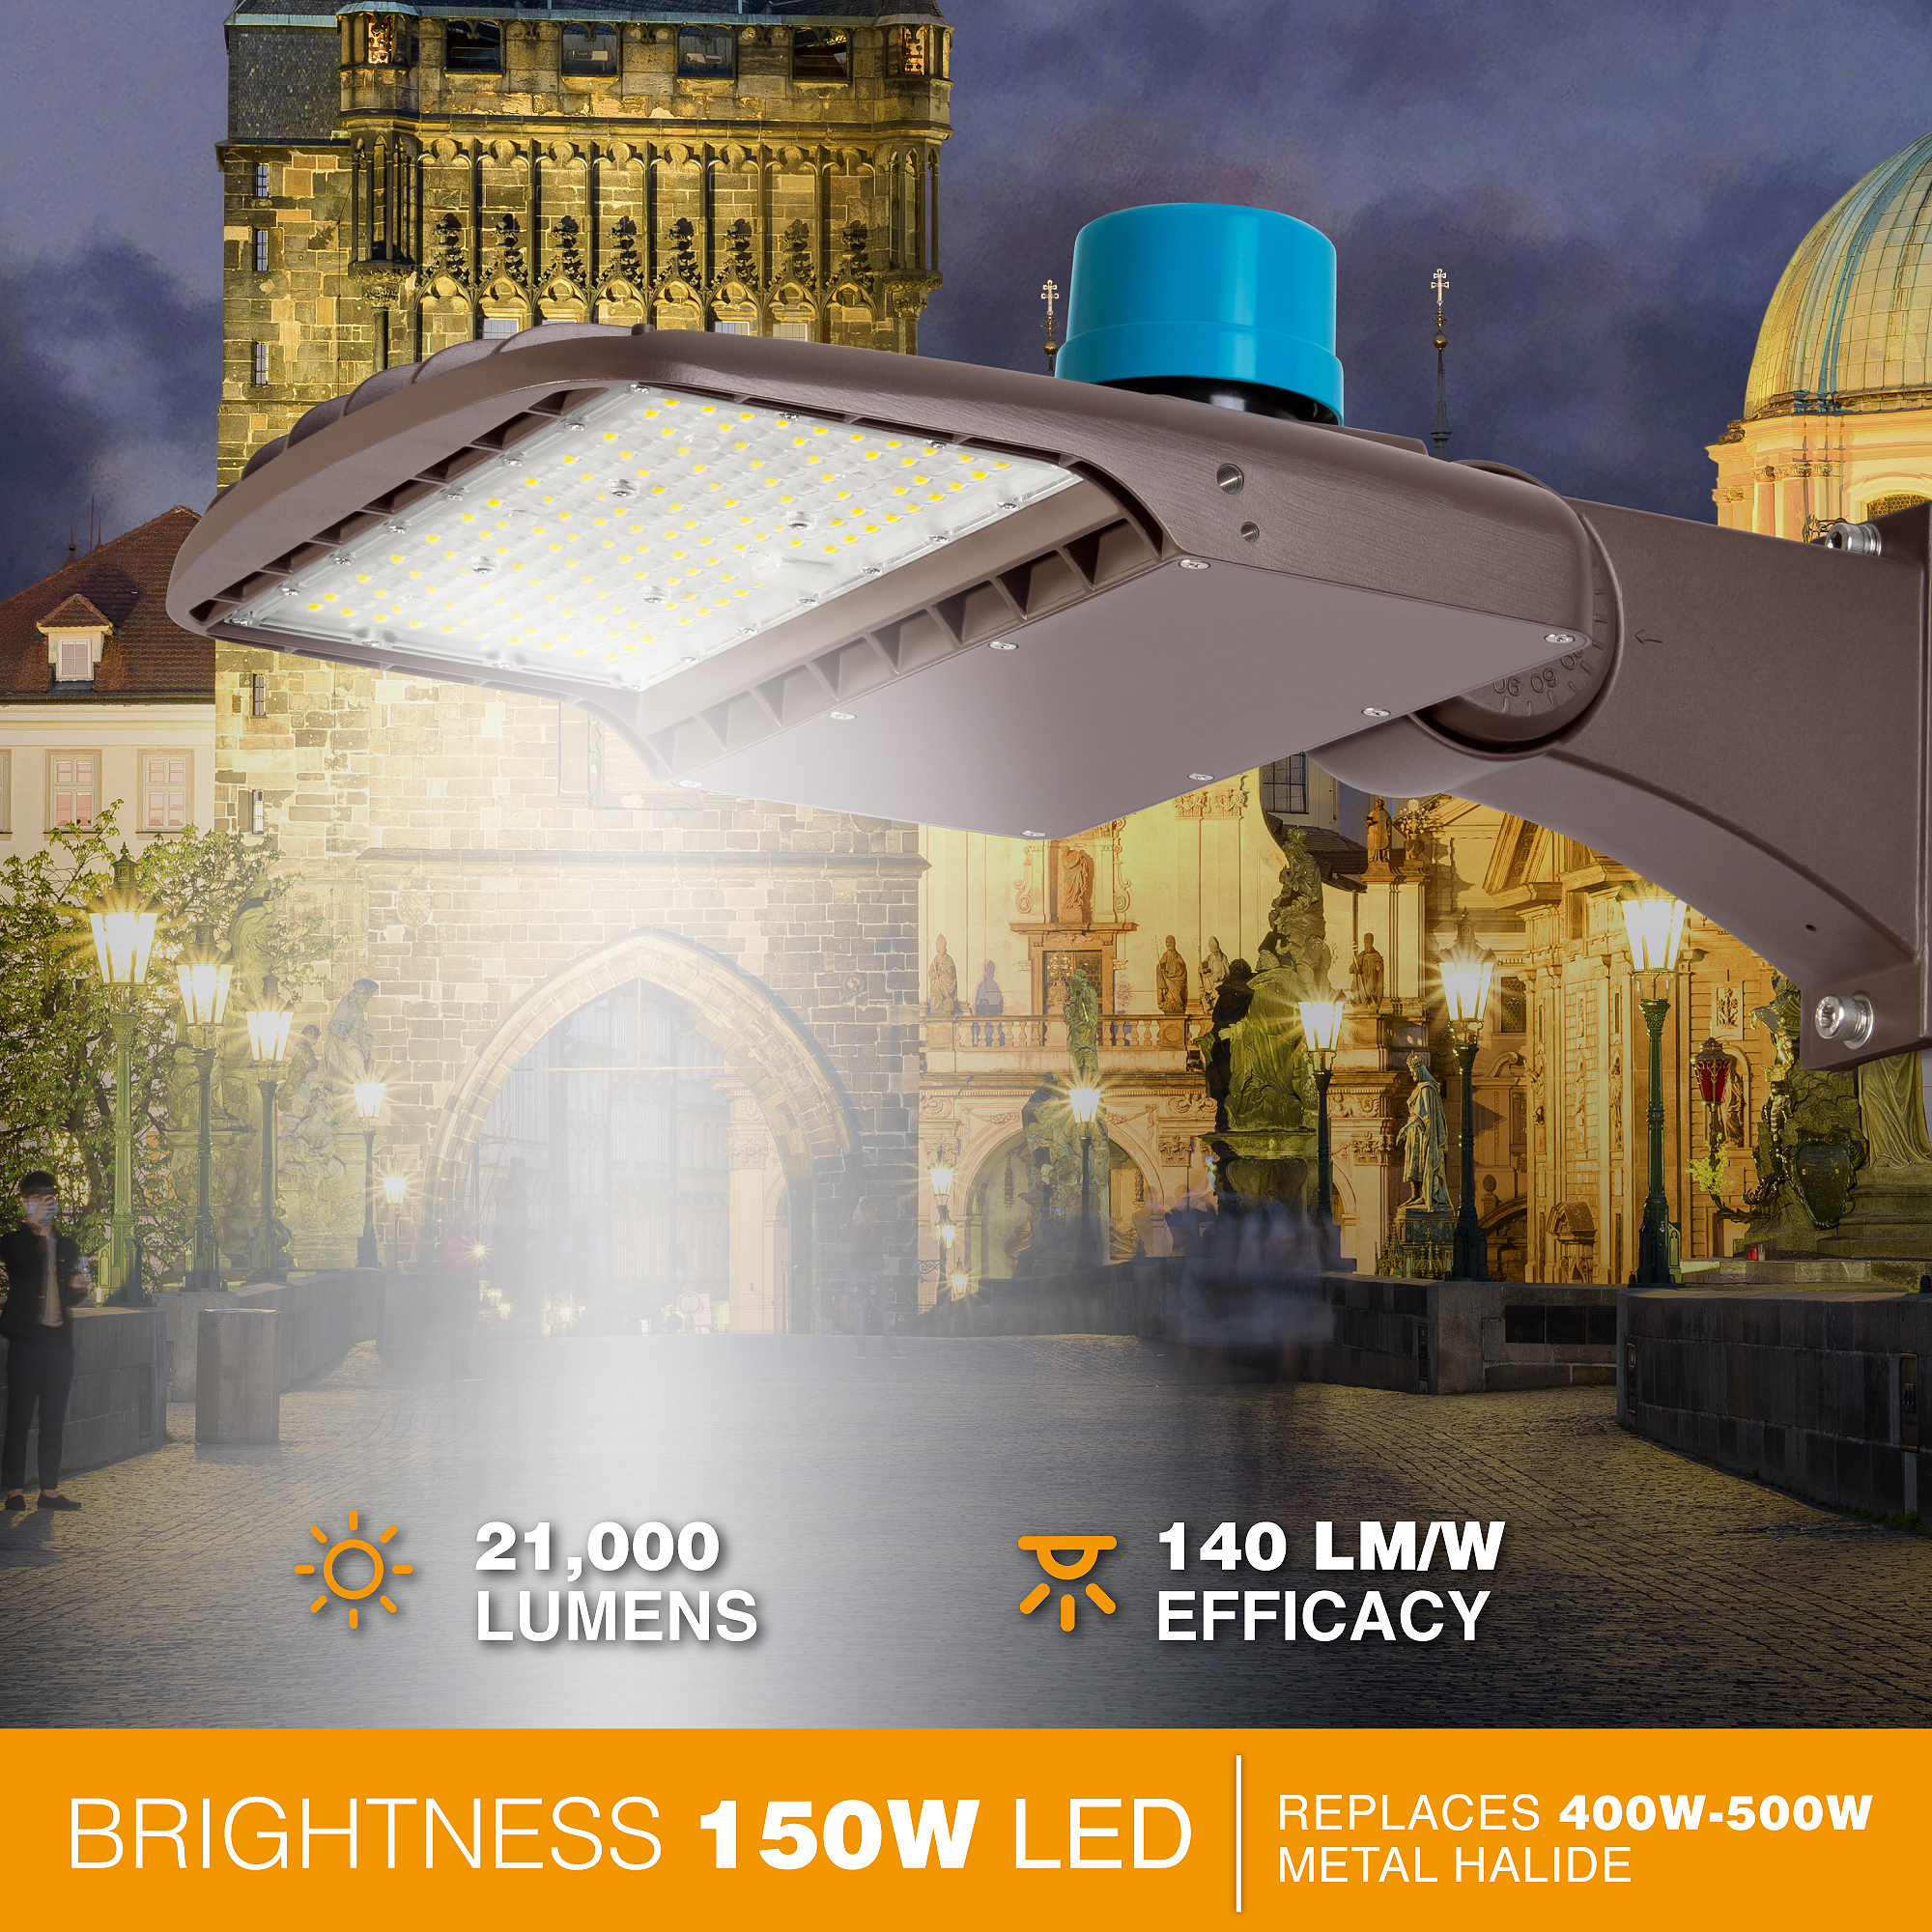 21,000
LUMENS
140 LM/W
EFFICACY
BRIGHTNESS 150W LED
REPLACES 400W-500W
METAL HALIDE